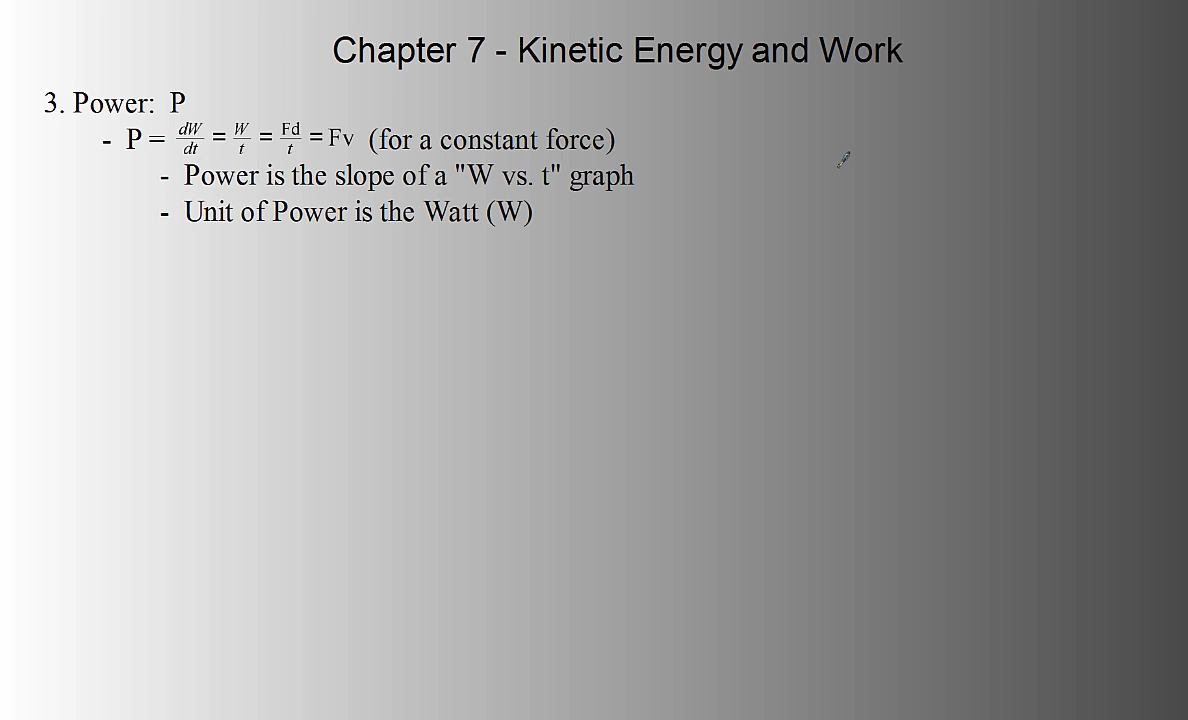 Chapter 7 - Kinetic Energy and Work
3. Power: P
- P = dW/dt = W/t = Fd/t = Fv (for a constant force)
- Power is the slope of a "W vs. t" graph
- Unit of Power is the Watt (W)